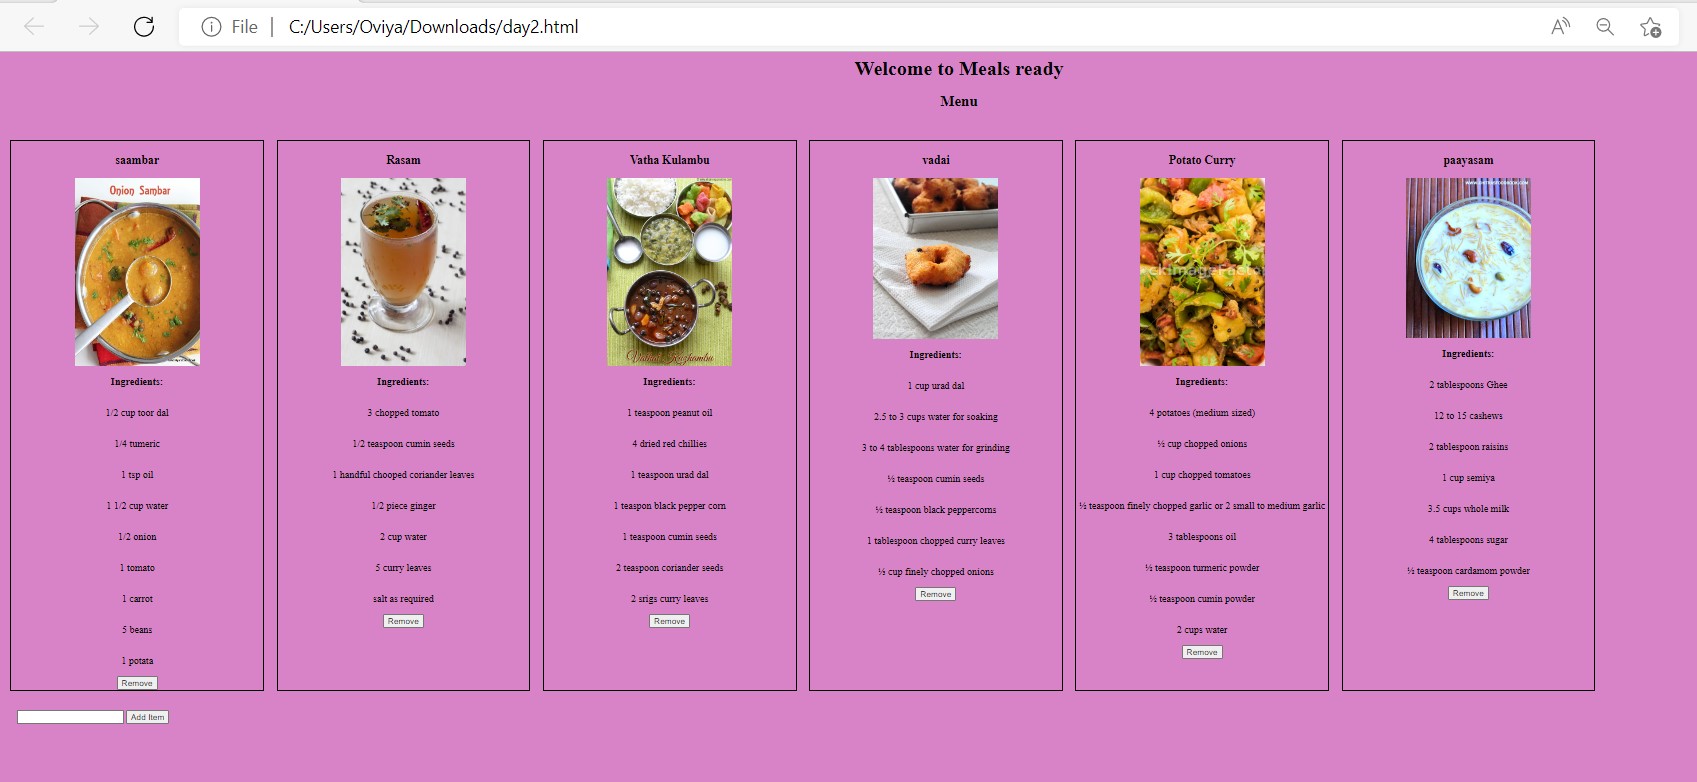 File | C:/Users/Oviya/Downloads/day2.html
Welcome to Meals ready
Menu
saambar
Onion Sambar
Ingredients:
1/2 cup toor dal
1/4 tumeric
1 tsp oil
1 1/2 cup water
1/2 onion
1 tomato
1 carrot
5 beans
1 potata
Remove
Rasam
Ingredients:
3 chopped tomato
1/2 teaspoon cumin seeds
1 handful chooped coriander leaves
1/2 piece ginger
2 cup water
5 curry leaves
salt as required
Remove
Vatha Kulambu
Ingredients:
1 teaspoon peanut oil
4 dried red chillies
1 teaspoon urad dal
1 teaspon black pepper corn
1 teaspoon cumin seeds
2 teaspoon coriander seeds
2 srigs curry leaves
Remove
vadai
Ingredients:
1 cup urad dal
2.5 to 3 cups water for soaking
3 to 4 tablespoons water for grinding
½ teaspoon cumin seeds
½ teaspoon black peppercorns
1 tablespoon chopped curry leaves
½ cup finely chopped onions
Remove
Potato Curry
Ingredients:
4 potatoes (medium sized)
½ cup chopped onions
1 cup chopped tomatoes
½ teaspoon finely chopped garlic or 2 small to medium garlic
3 tablespoons oil
½ teaspoon turmeric powder
½ teaspoon cumin powder
2 cups water
Remove
paayasam
Ingredients:
2 tablespoons Ghee
12 to 15 cashews
2 tablespoon raisins
1 cup semiya
3.5 cups whole milk
4 tablespoons sugar
½ teaspoon cardamom powder
Remove
Add Item